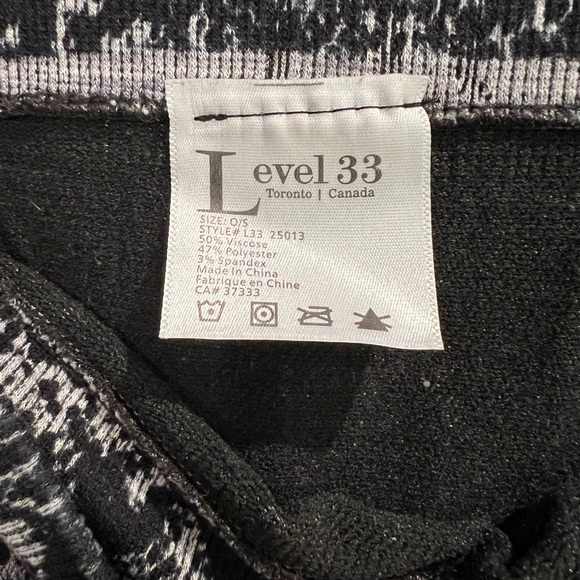 Level 33
Toronto | Canada
SIZE: O/S
STYLE# L33 25013
50% Viscose
47% Polyester
3% Spandex
Made In China
Fabrique en Chine
CA# 37333